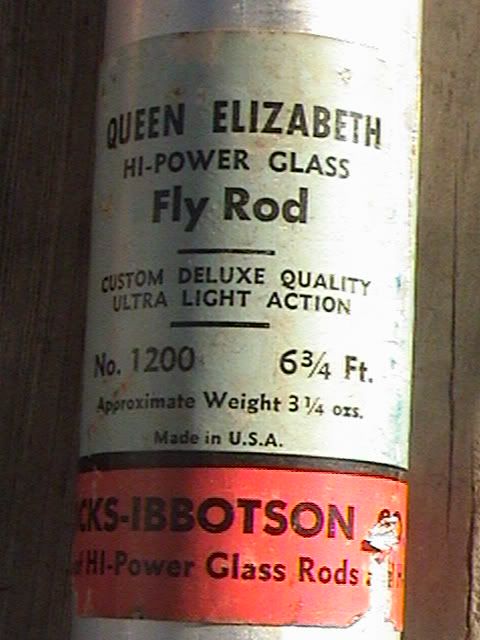 QUEEN ELIZABETH
HI-POWER GLASS
Fly Rod
CUSTOM DELUXE QUALITY
ULTRA LIGHT ACTION
No. 1200 6¾ Ft.
Approximate Weight 3¼ ozs.
Made in U.S.A.
CKS-IBBOTSON
of HI-Power Glass Rods